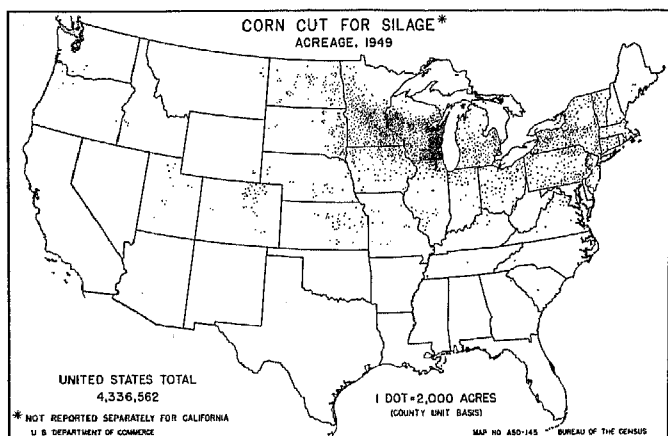 CORN CUT FOR SILAGE*
ACREAGE, 1949
UNITED STATES TOTAL
4,336,562
1 DOT=2,000 ACRES
(COUNTY UNIT BASIS)
* NOT REPORTED SEPARATELY FOR CALIFORNIA
U S DEPARTMENT OF COMMERCE
MAP NO A50-145 BUREAU OF THE CENSUS